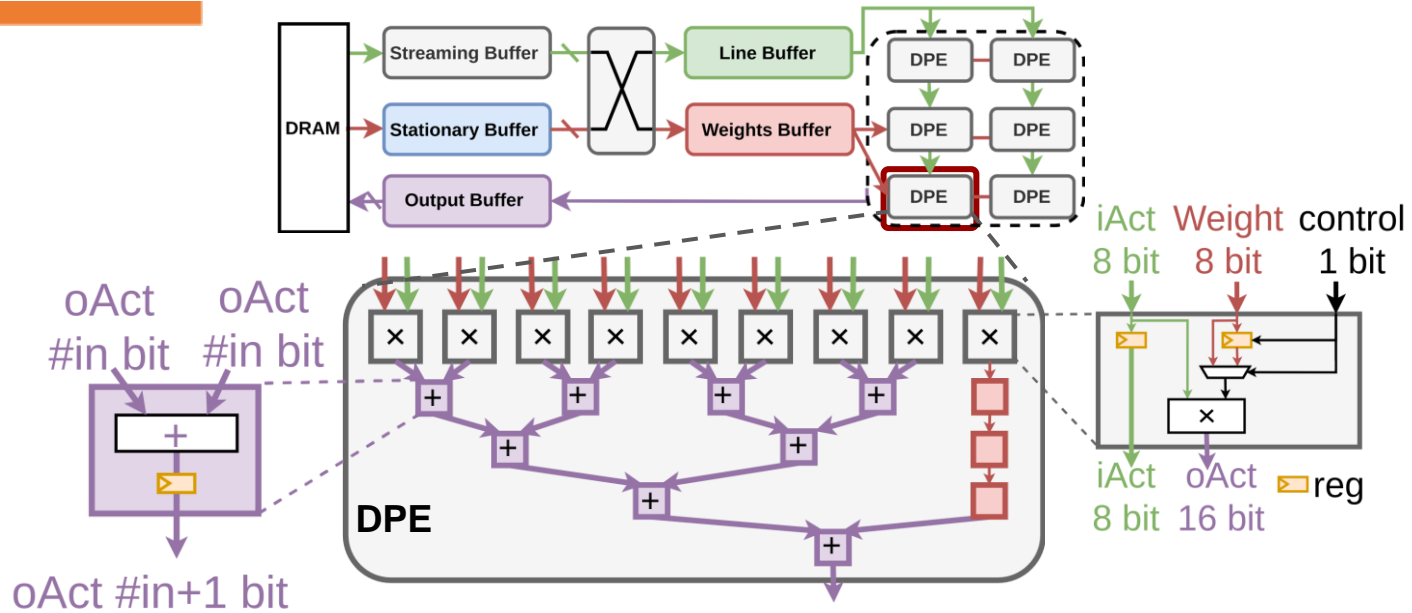 DRAM
Streaming Buffer
Line Buffer
DPE DPE
Stationary Buffer
Weights Buffer
DPE DPE
Output Buffer
DPE DPE
iAct Weight control
8 bit 8 bit 1 bit
oAct oAct
#in bit #in bit
+
oAct #in+1 bit
× × × × × × × × ×
+ + + +
+ +
+
+
DPE
×
iAct oAct reg
8 bit 16 bit